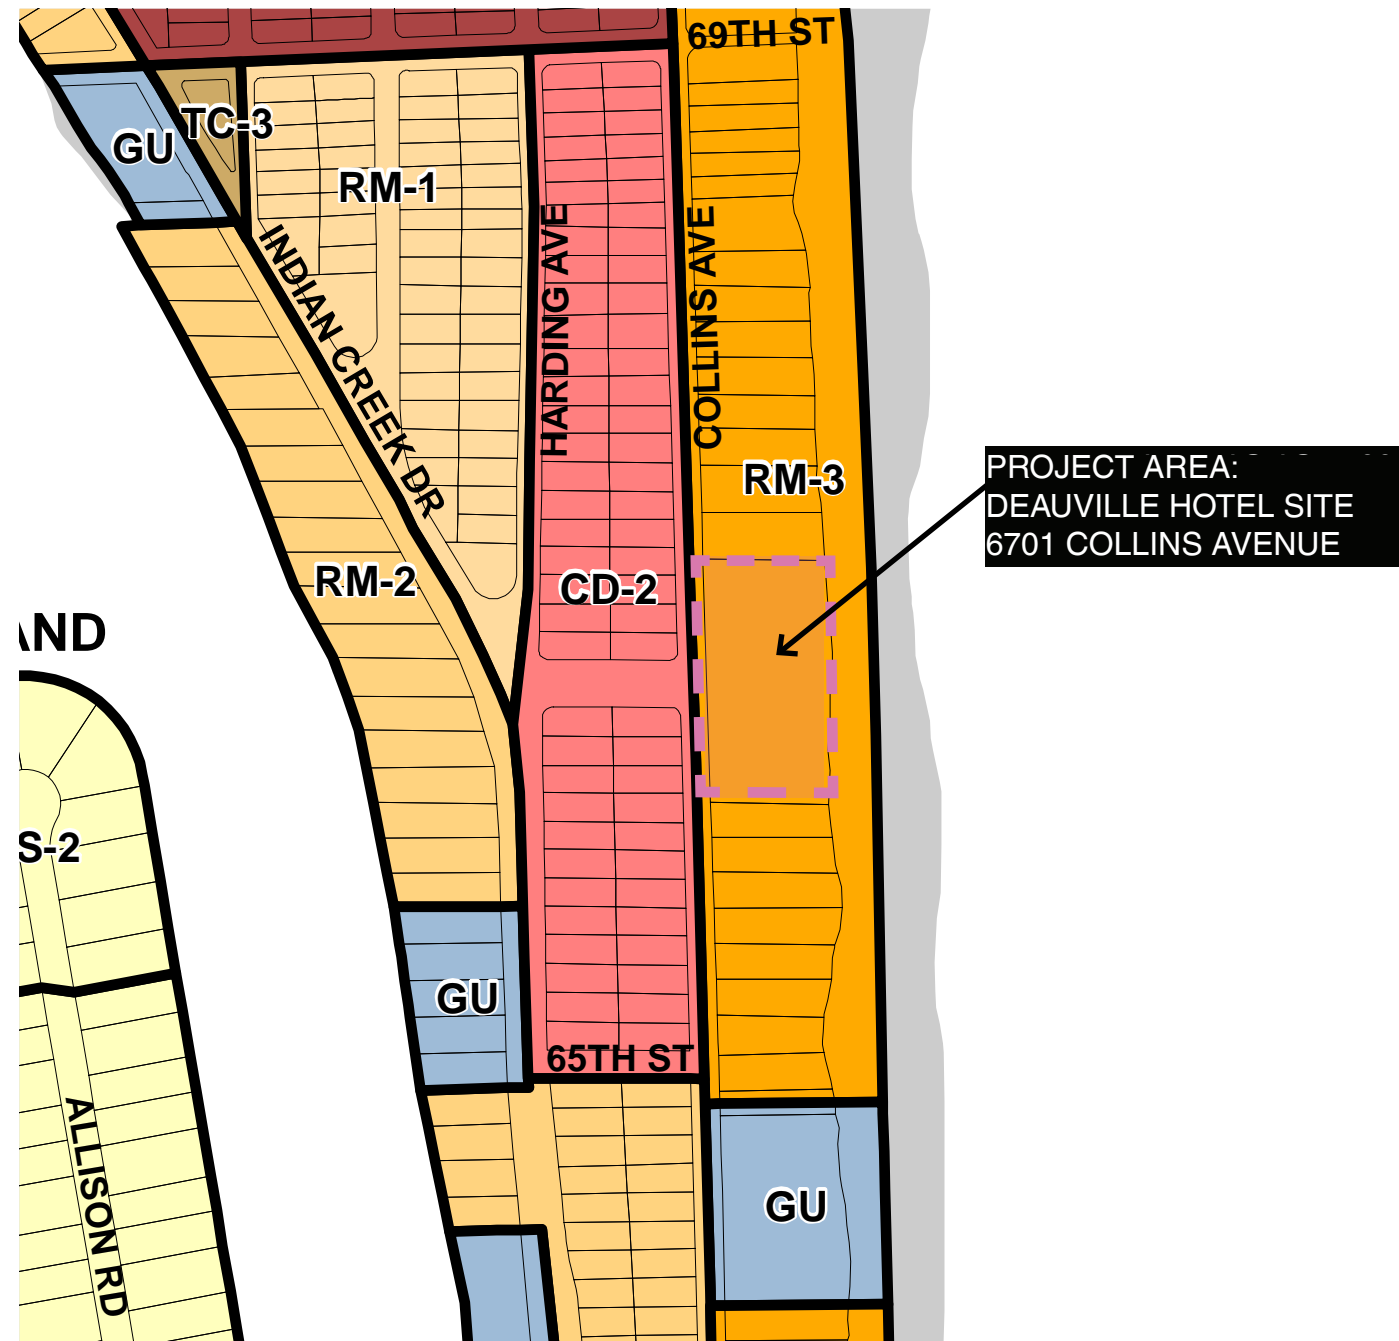 69TH ST
TC-3
GU
RM-1
INDIAN CREEK DR
HARDING AVE
COLLINS AVE
RM-3
PROJECT AREA:
DEAUVILLE HOTEL SITE
6701 COLLINS AVENUE
RM-2
CD-2
AND
S-2
GU
65TH ST
ALLISON RD
GU